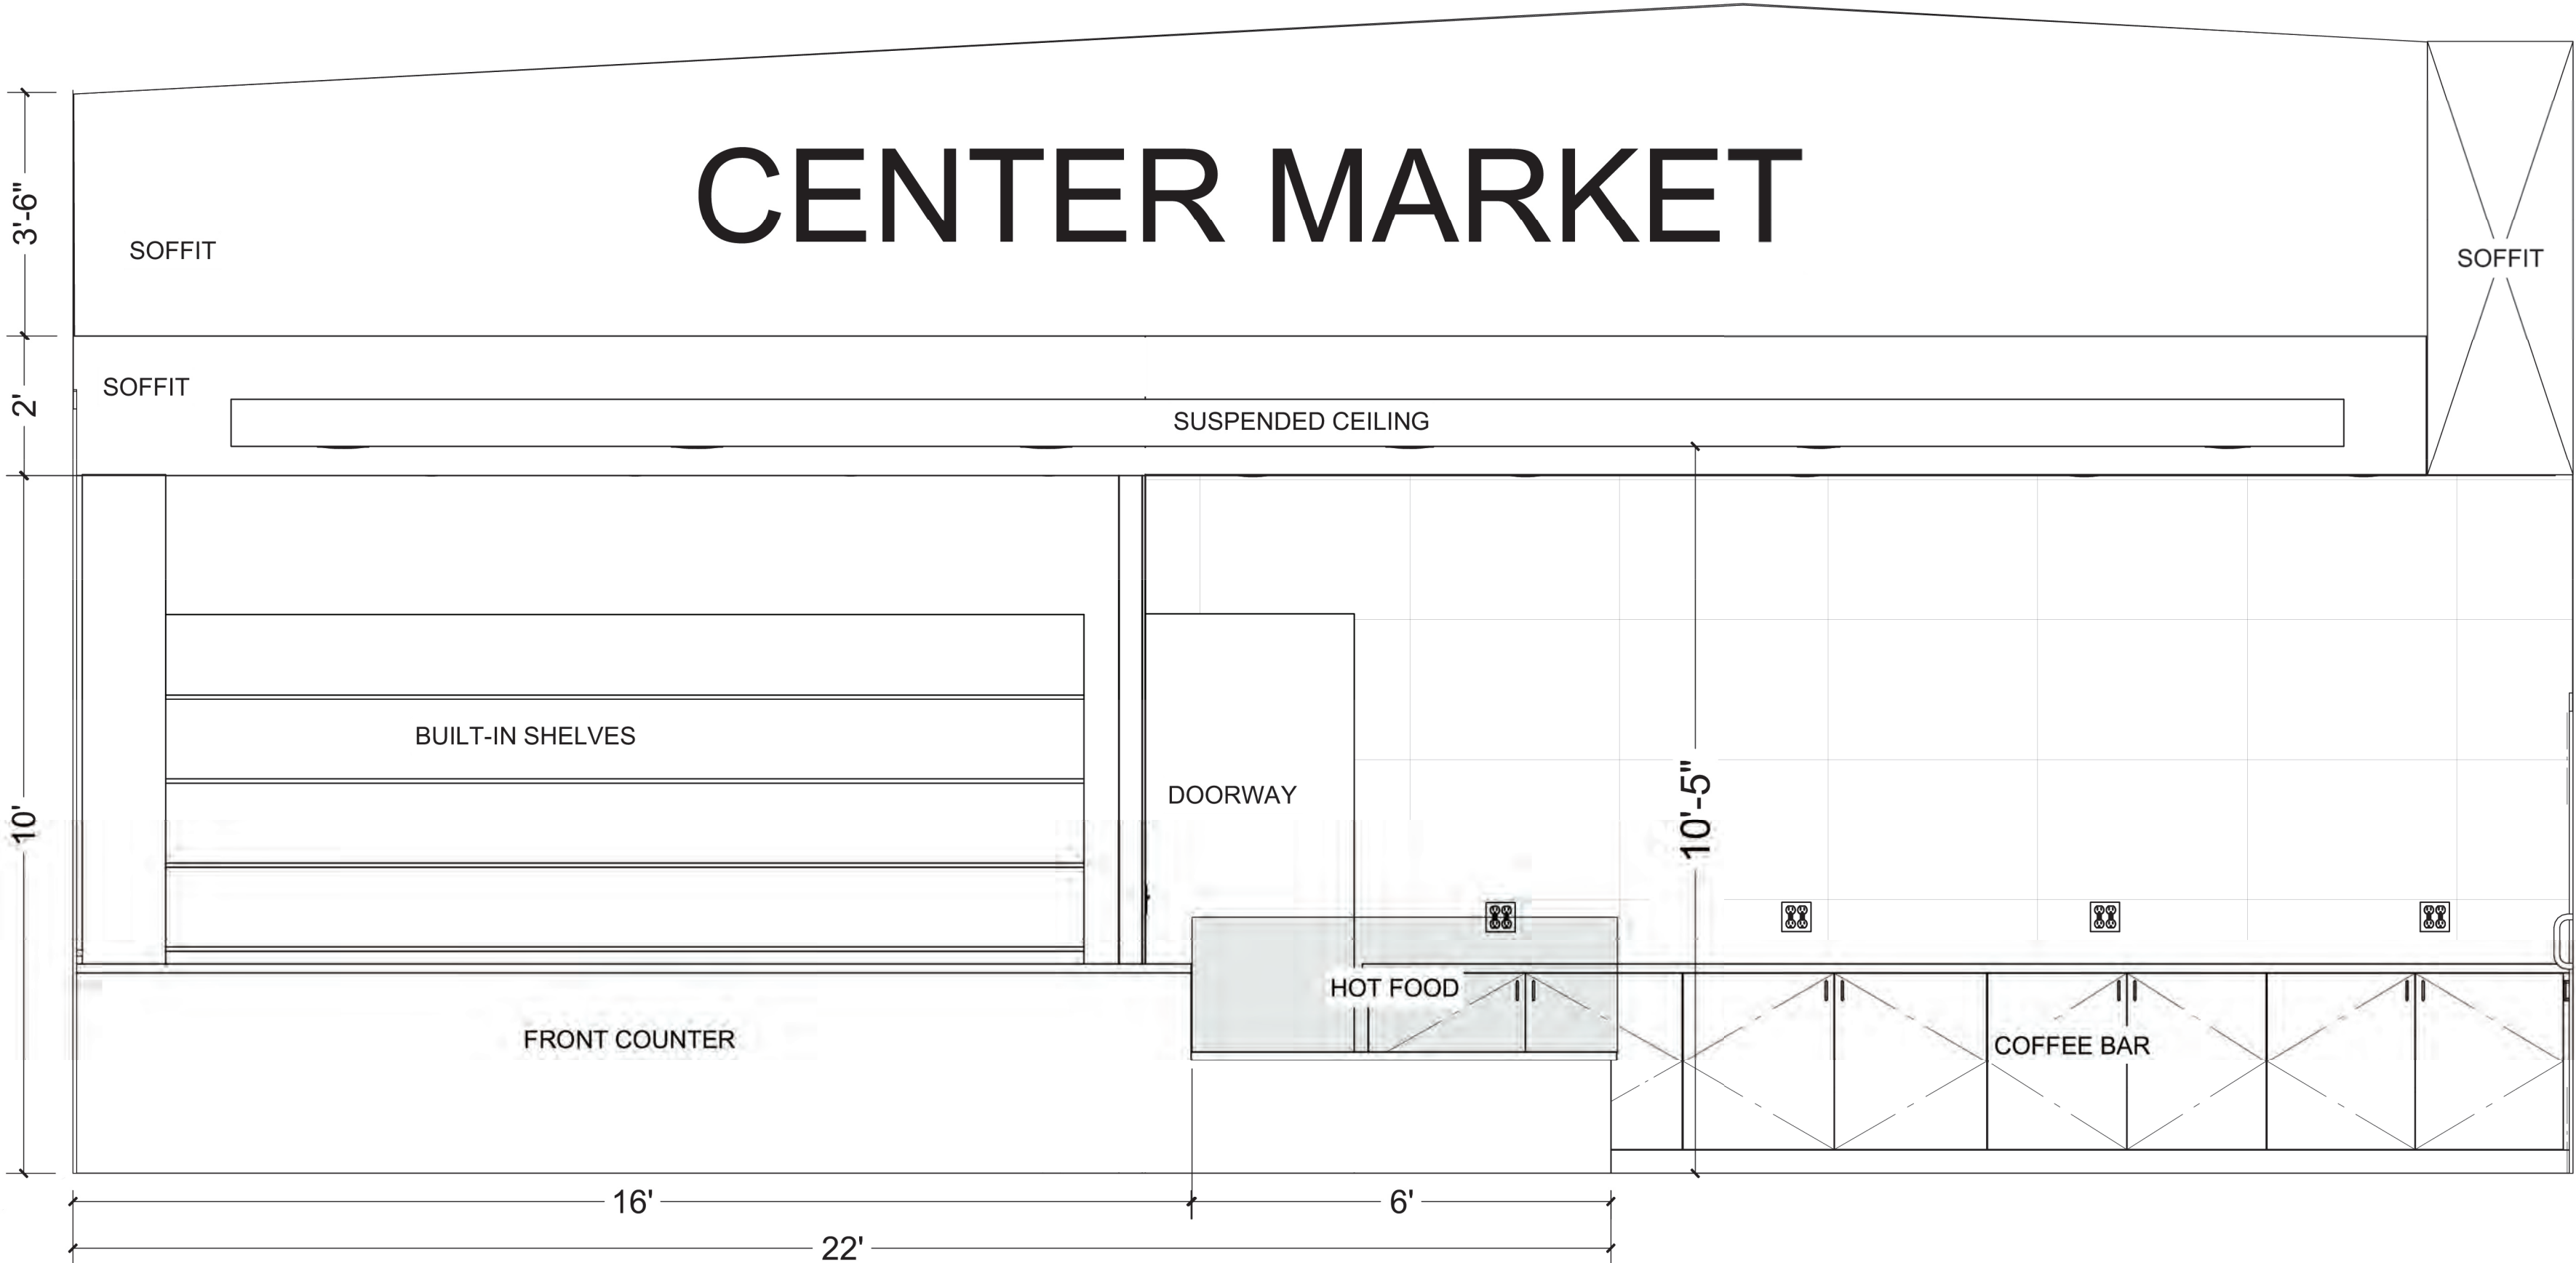 CENTER MARKET
3'-6"
SOFFIT
SOFFIT
2'
SOFFIT
SUSPENDED CEILING
BUILT-IN SHELVES
DOORWAY
10'
10'-5"
HOT FOOD
FRONT COUNTER
COFFEE BAR
16'
6'
22'